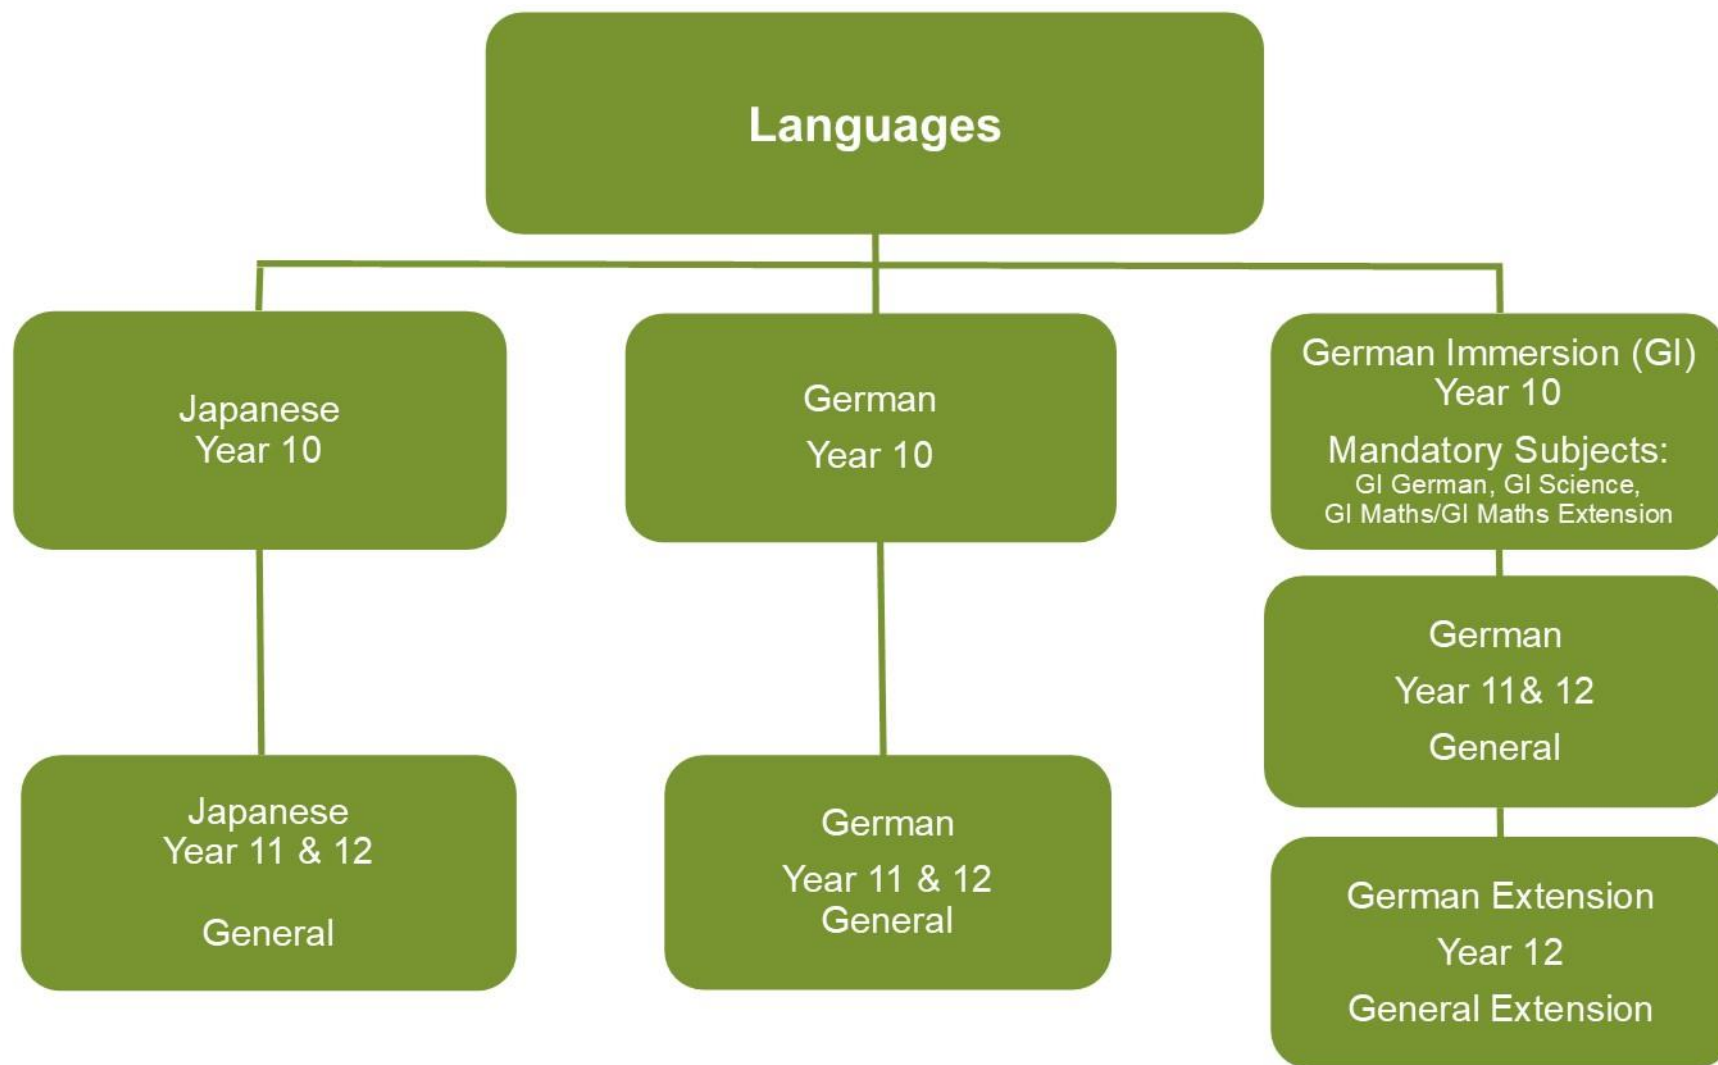 Languages
Japanese
Year 10
German
Year 10
German Immersion (GI)
Year 10
Mandatory Subjects:
GI German, GI Science,
GI Maths/GI Maths Extension
German
Year 11& 12
General
Japanese
Year 11 & 12
General
German
Year 11 & 12
General
German Extension
Year 12
General Extension